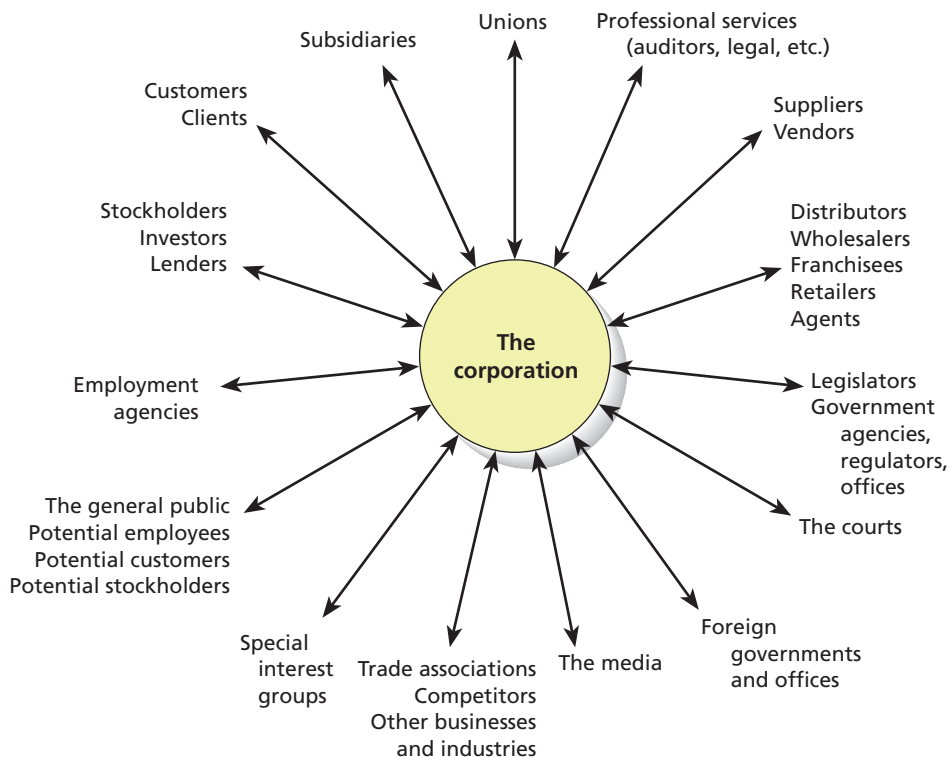 Unions
Professional services
(auditors, legal, etc.)
Subsidiaries
Customers
Clients
Suppliers
Vendors
Stockholders
Investors
Lenders
Distributors
Wholesalers
Franchisees
Retailers
Agents
The
corporation
Employment
agencies
Legislators
Government
agencies,
regulators,
offices
The general public
Potential employees
Potential customers
Potential stockholders
The courts
Special
interest
groups
Trade associations
Competitors
Other businesses
and industries
The media
Foreign
governments
and offices